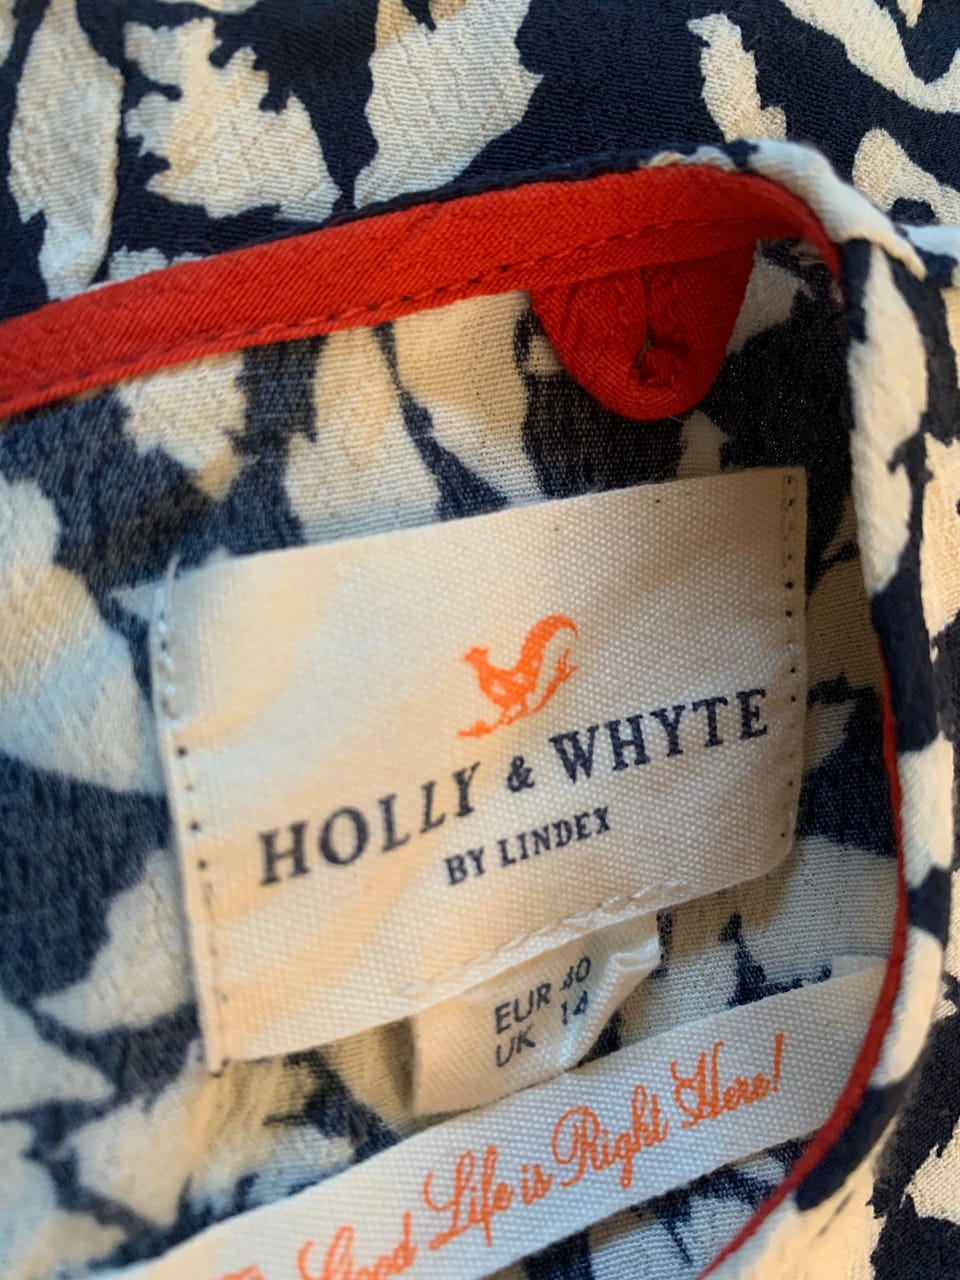 HOLLY & WHYTE
BY LINDEX
EUR 40
UK 14
Good Life is Right Here!